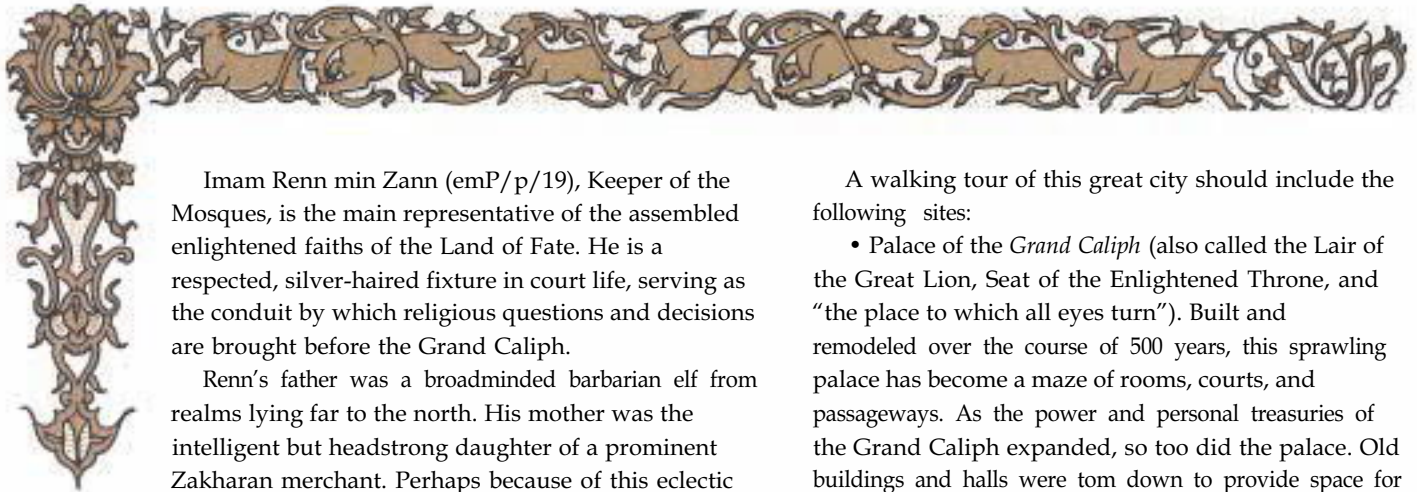 Imam Renn min Zann (emP/p/19), Keeper of the
Mosques, is the main representative of the assembled
enlightened faiths of the Land of Fate. He is a
respected, silver-haired fixture in court life, serving as
the conduit by which religious questions and decisions
are brought before the Grand Caliph.
Renn’s father was a broadminded barbarian elf from
realms lying far to the north. His mother was the
intelligent but headstrong daughter of a prominent
Zakharan merchant. Perhaps because of this eclectic
A walking tour of this great city should include the
following sites:
• Palace of the Grand Caliph (also called the Lair of
the Great Lion, Seat of the Enlightened Throne, and
“the place to which all eyes turn”). Built and
remodeled over the course of 500 years, this sprawling
palace has become a maze of rooms, courts, and
passageways. As the power and personal treasuries of
the Grand Caliph expanded, so too did the palace. Old
buildings and halls were tom down to provide space for